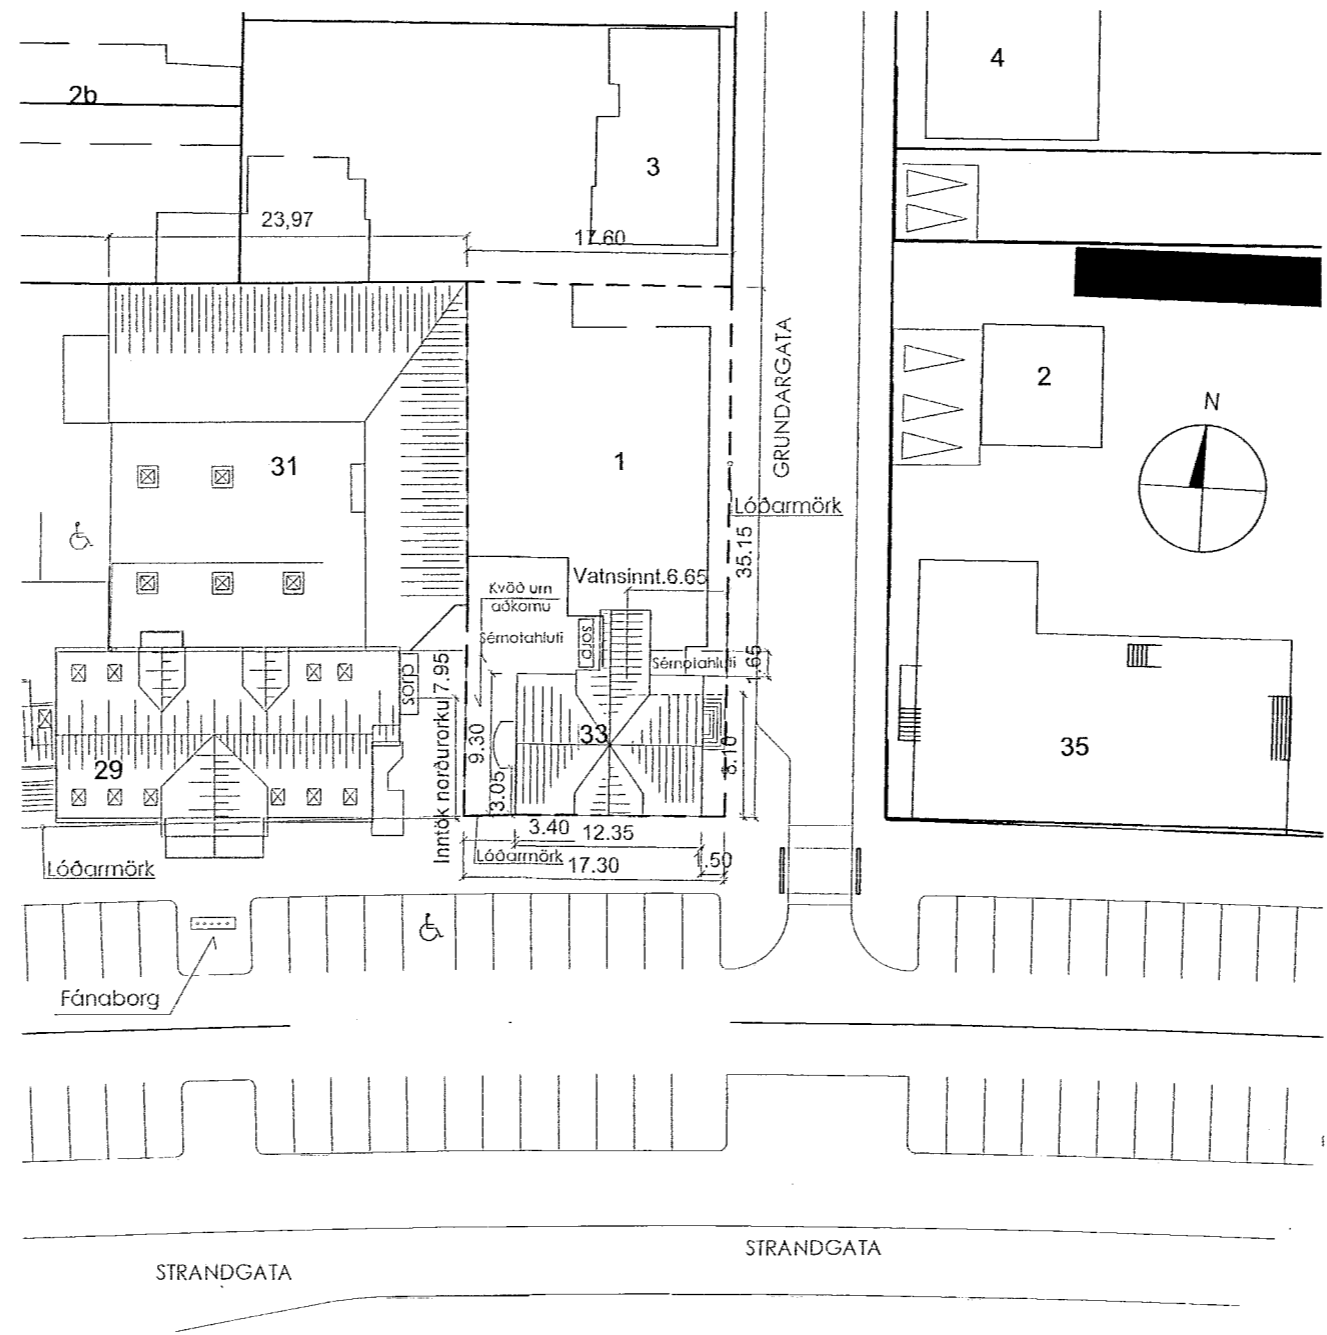 4
2b
3
23,97
17.60
2
N
GRUNDARGATA
31
1
Lóðarmörk
35.15
Vatnsinnt.6.65
Kvöð um
aðkomu
Sérnotahluti
sorp
Sérnotahluti
1.65
sorp
Inntök norðurorku
7.95
9.30
33
8.10
35
29
3.05
3.40
12.35
Lóðarmörk
Lóðarmörk
17.30
1.50
Fánaborg
STRANDGATA
STRANDGATA